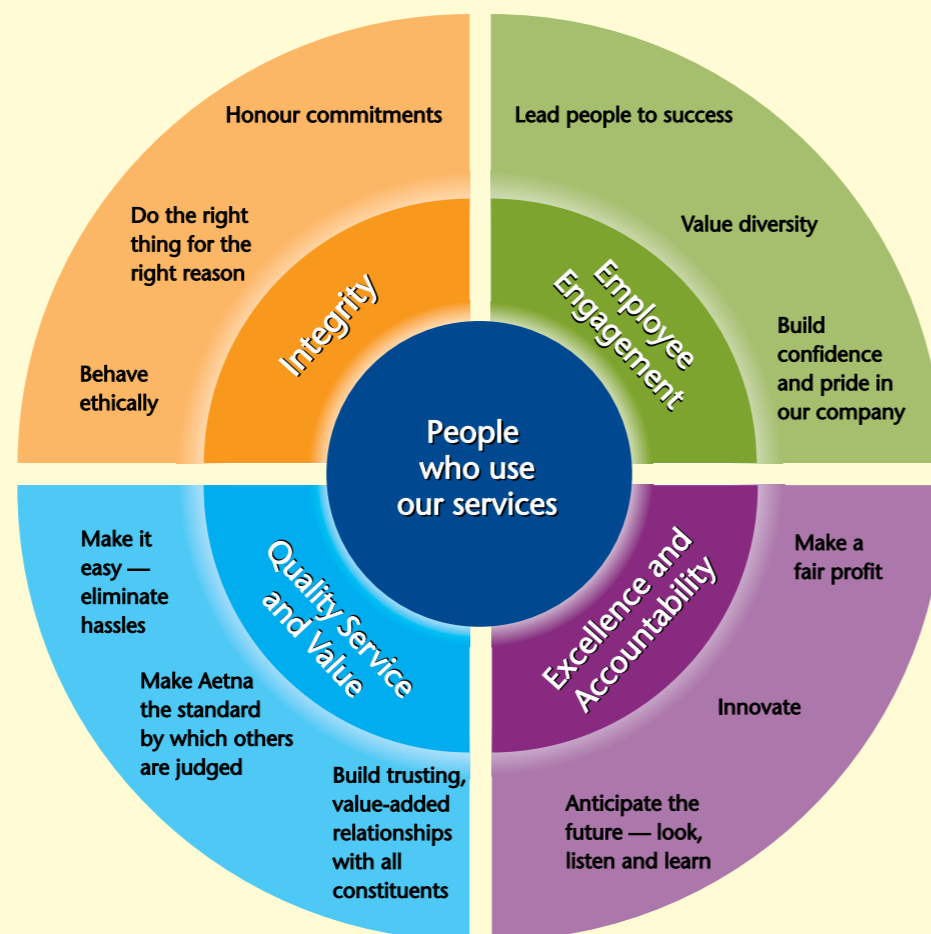 Honour commitments
Do the right
thing for the
right reason
Behave
ethically
Integrity
Lead people to success
Value diversity
Build
confidence
and pride in
our company
Employee
Engagement
People
who use
our services
Make it
easy —
eliminate
hassles
Make Aetna
the standard
by which others
are judged
Build trusting,
value-added
relationships
with all
constituents
Quality Service
and Value
Excellence and
Accountability
Make a
fair profit
Innovate
Anticipate the
future — look,
listen and learn